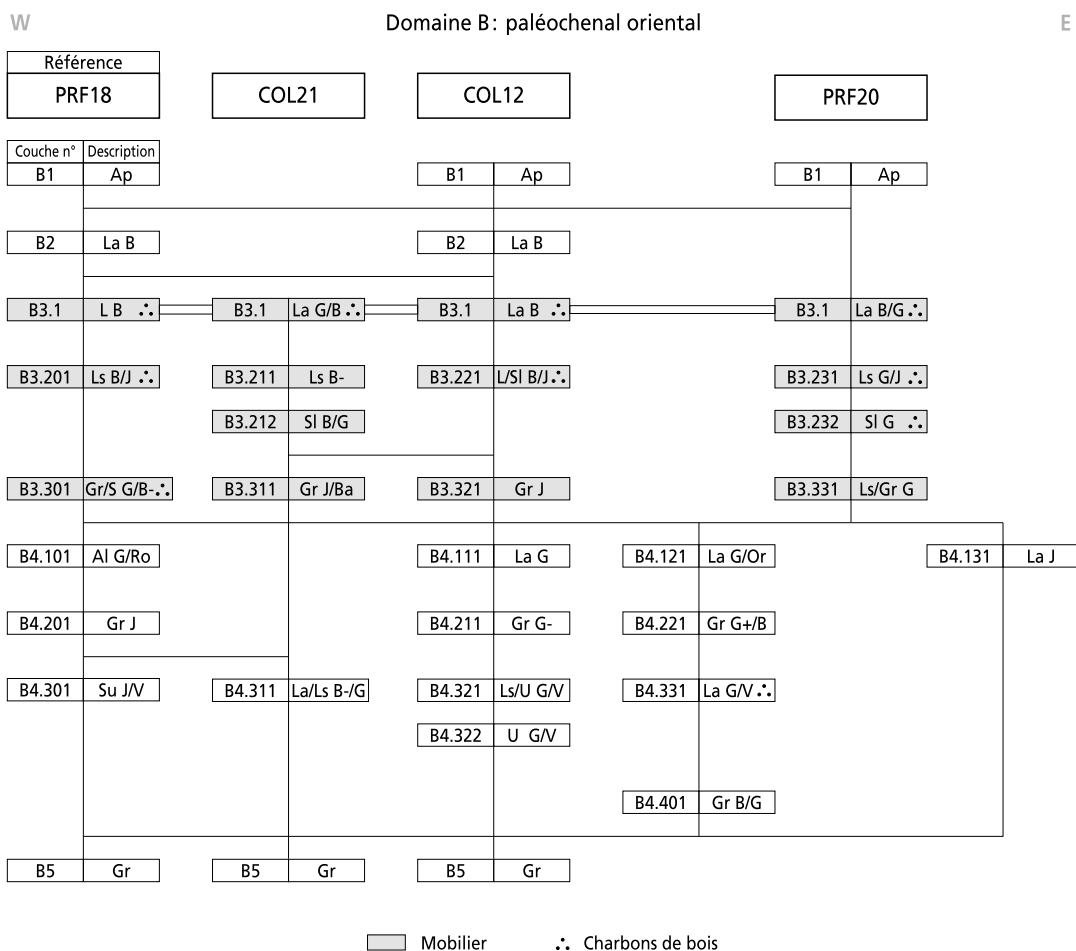 W Domaine B: paléochenal oriental E
Référence
PRF18 COL21 COL12 PRF20
Couche n° Description
B1 Ap B1 Ap B1 Ap
B2 La B B2 La B
B3.1 L B ∴ B3.1 La G/B ∴ B3.1 La B ∴ B3.1 La B/G ∴
B3.201 Ls B/J ∴ B3.211 Ls B- B3.221 L/Sl B/J ∴ B3.231 Ls G/J ∴
B3.212 Sl B/G B3.232 Sl G ∴
B3.301 Gr/S G/B- ∴ B3.311 Gr J/Ba B3.321 Gr J B3.331 Ls/Gr G
B4.101 Al G/Ro B4.111 La G B4.121 La G/Or B4.131 La J
B4.201 Gr J B4.211 Gr G- B4.221 Gr G+/B
B4.301 Su J/V B4.311 La/Ls B-/G B4.321 Ls/U G/V B4.331 La G/V ∴
B4.322 U G/V
B4.401 Gr B/G
B5 Gr B5 Gr B5 Gr
Mobilier ∴ Charbons de bois